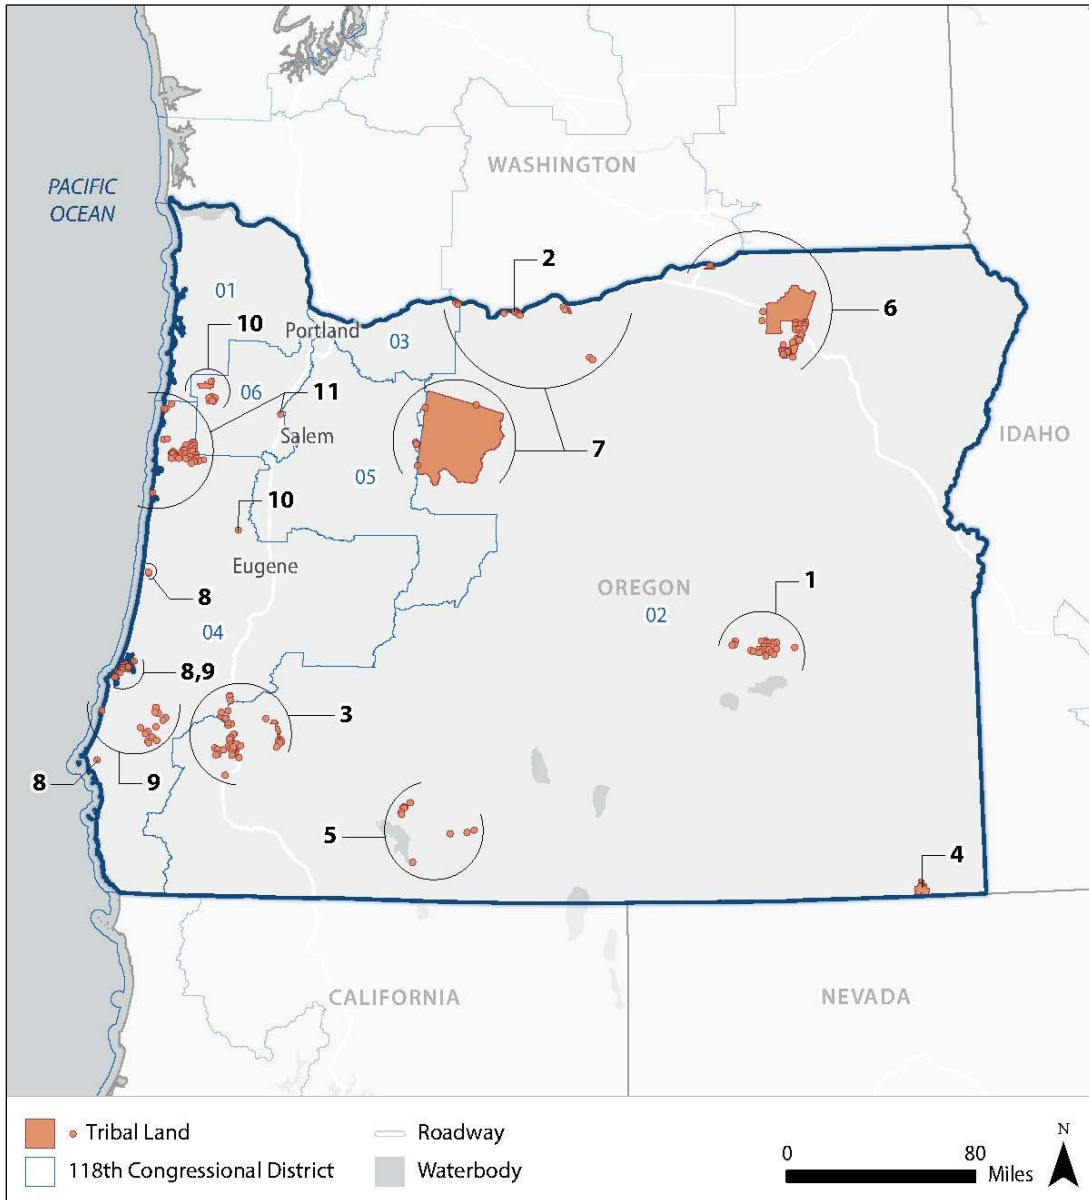 WASHINGTON
PACIFIC
OCEAN
2
01
6
10
Portland
03
06
11
IDAHO
Salem
7
05
10
Eugene
1
OREGON
8
02
04
8,9
3
8
9
5
4
CALIFORNIA
NEVADA
Tribal Land
Roadway
N
118th Congressional District
Waterbody
0
80
Miles